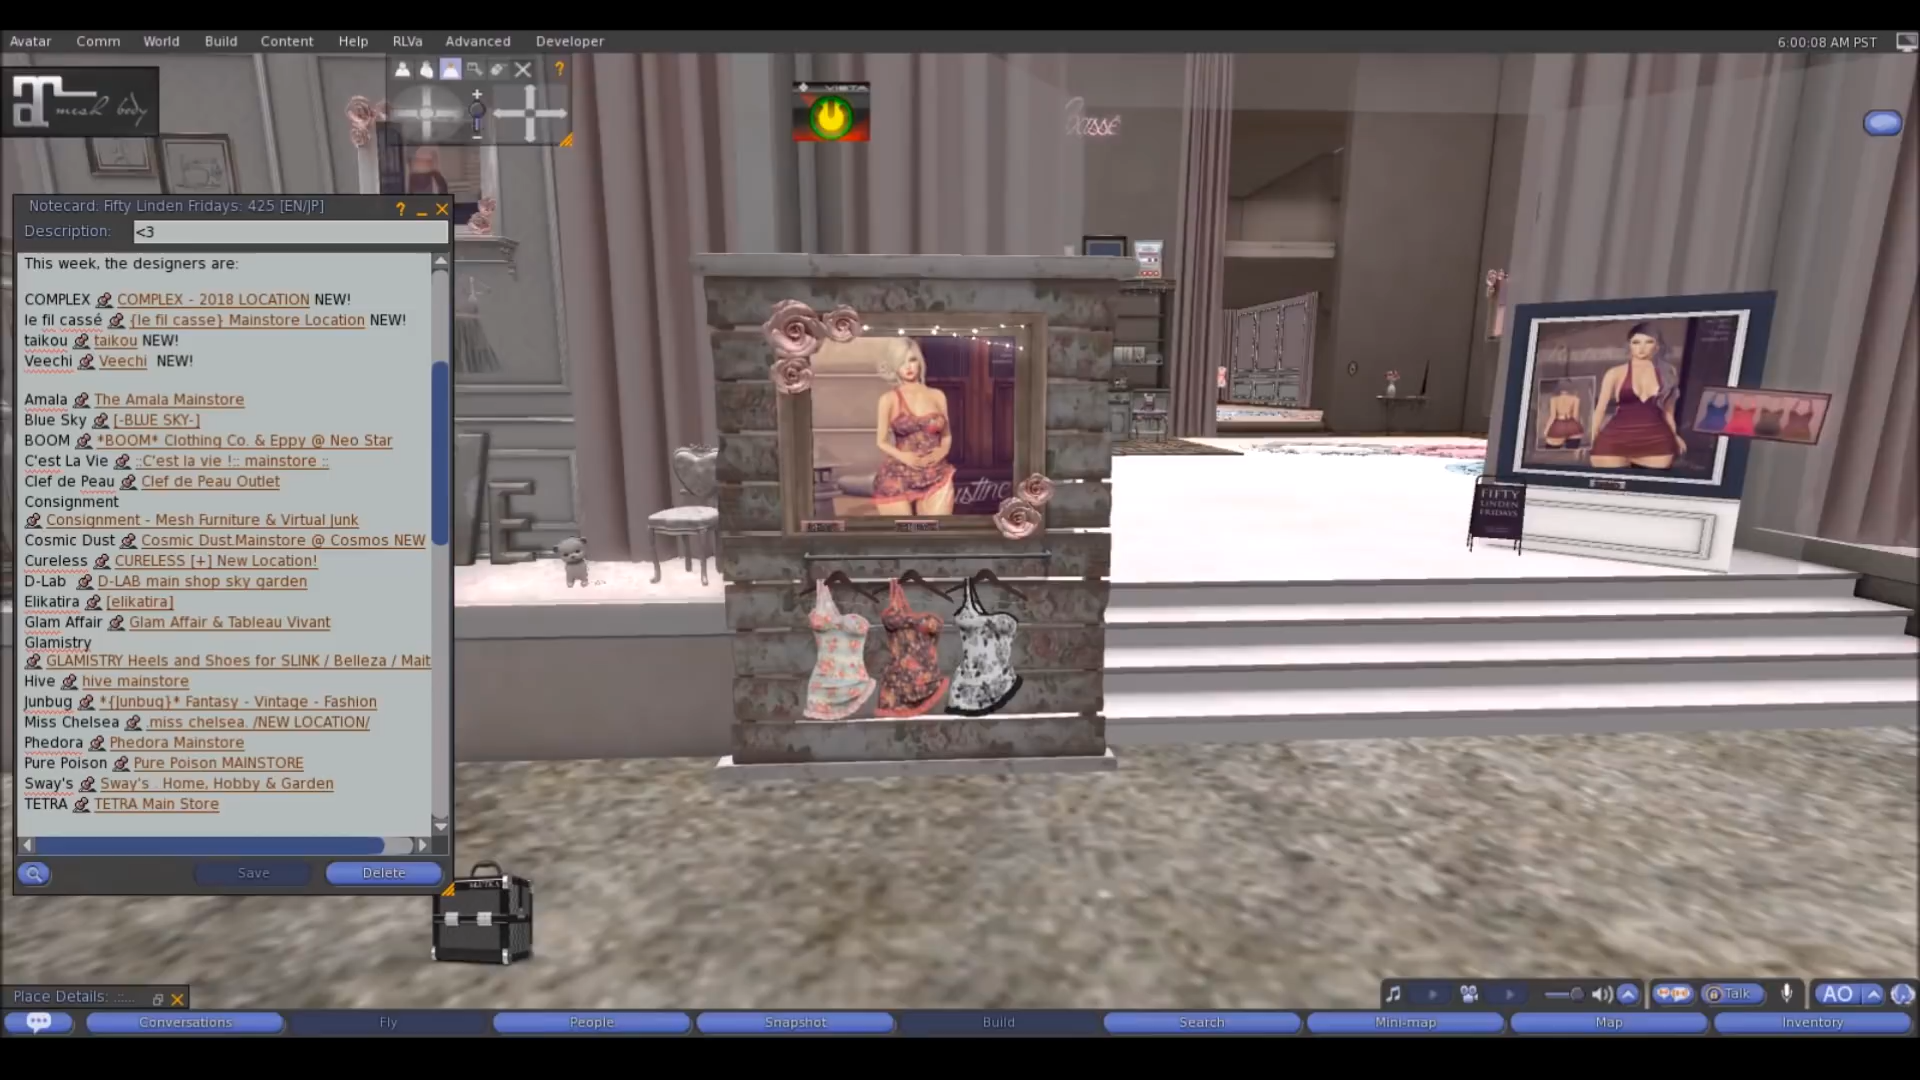 Avatar Comm World Build Content Help RLVa Advanced Developer
6:00:08 AM PST
mesh body
VISTA
Cassé
Notecard: Fifty Linden Fridays: 425 [EN/JP]
Description: <3
This week, the designers are:
COMPLEX COMPLEX - 2018 LOCATION NEW!
le fil cassé {le fil casse} Mainstore Location NEW!
taikou taikou NEW!
Veechi Veechi NEW!
Amala The Amala Mainstore
Blue Sky [-BLUE SKY-]
BOOM *BOOM* Clothing Co. & Eppy @ Neo Star
C'est La Vie ::C'est la vie !:: mainstore ::
Clef de Peau Clef de Peau Outlet
Consignment
Consignment - Mesh Furniture & Virtual Junk
Cosmic Dust Cosmic Dust.Mainstore @ Cosmos NEW
Cureless CURELESS [+] New Location!
D-Lab D-LAB main shop sky garden
Elikatira [elikatira]
Glam Affair Glam Affair & Tableau Vivant
Glamistry
GLAMISTRY Heels and Shoes for SLINK / Belleza / Mait
Hive hive mainstore
Junbug *{Junbug}* Fantasy - Vintage - Fashion
Miss Chelsea .miss chelsea. /NEW LOCATION/
Phedora Phedora Mainstore
Pure Poison Pure Poison MAINSTORE
Sway's Sway's . Home, Hobby & Garden
TETRA TETRA Main Store
Save Delete
FIFTY
LINDEN
FRIDAYS
E
Place Details: .::...
Talk AO
Conversations Fly People Snapshot Build Search Mini-map Map Inventory